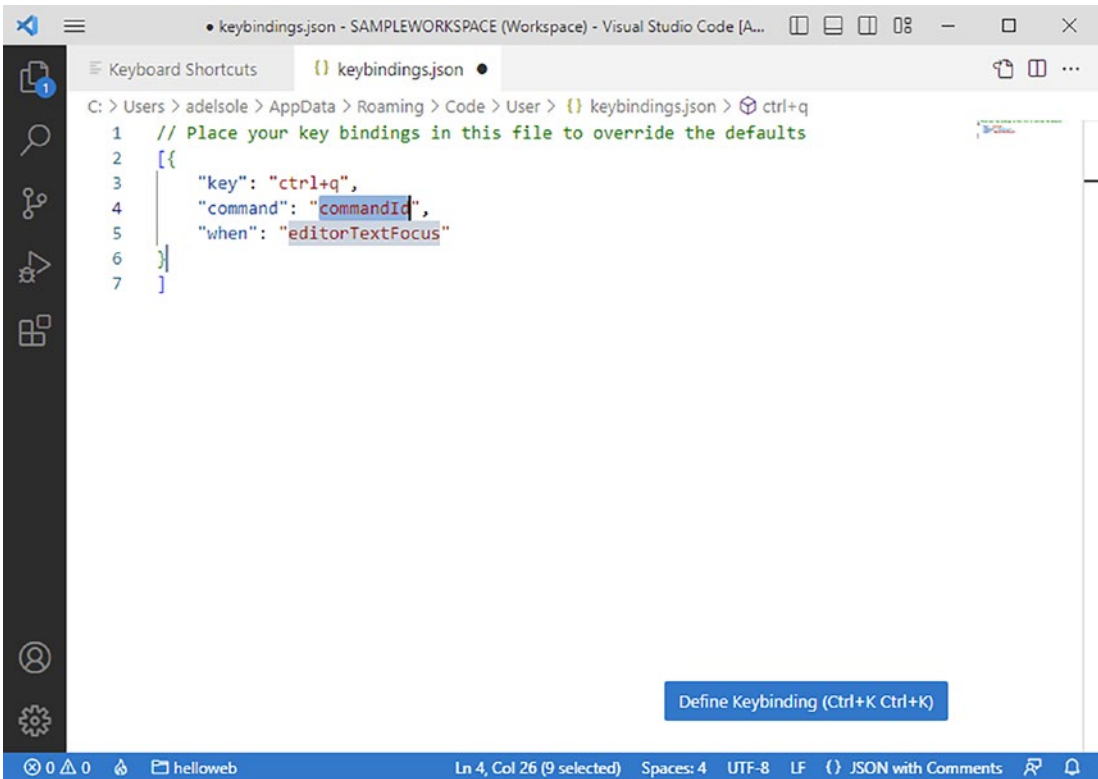 ● keybindings.json - SAMPLEWORKSPACE (Workspace) - Visual Studio Code [A...
Keyboard Shortcuts {} keybindings.json ●
1
C: > Users > adelsole > AppData > Roaming > Code > User > {} keybindings.json > ctrl+q
1 // Place your key bindings in this file to override the defaults
2 [{
3 "key": "ctrl+q",
4 "command": "commandId",
5 "when": "editorTextFocus"
6 }
7 ]
Define Keybinding (Ctrl+K Ctrl+K)
0 0 helloweb Ln 4, Col 26 (9 selected) Spaces: 4 UTF-8 LF {} JSON with Comments